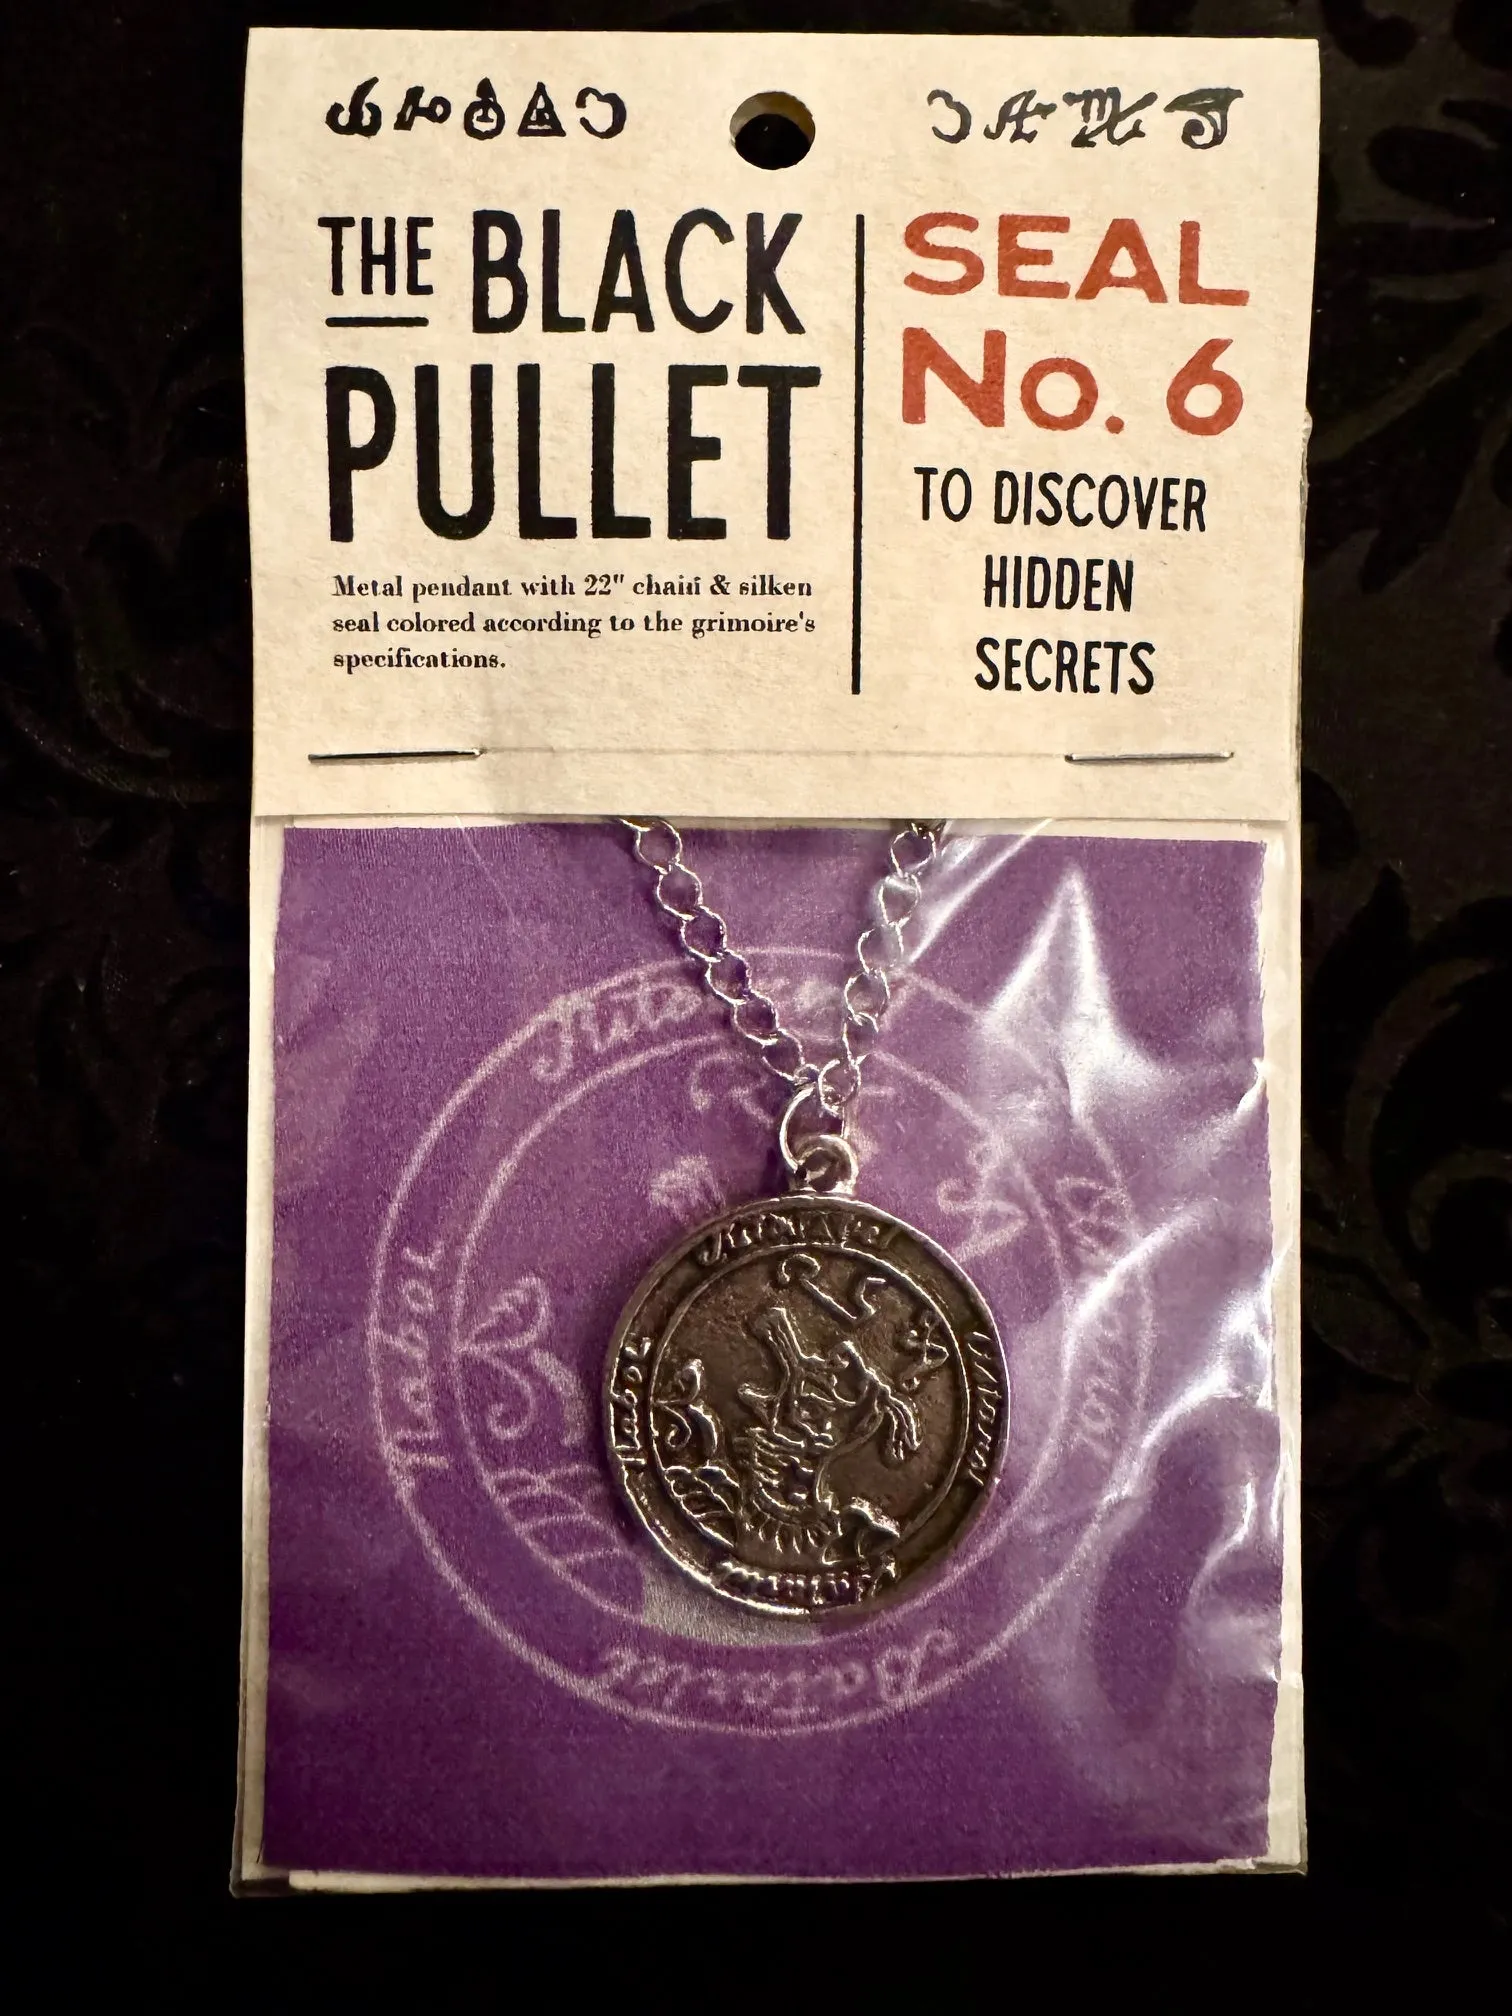 THE BLACK
PULLET
Metal pendant with 22" chain & silken
seal colored according to the grimoire's
specifications.
SEAL
No. 6
TO DISCOVER
HIDDEN
SECRETS